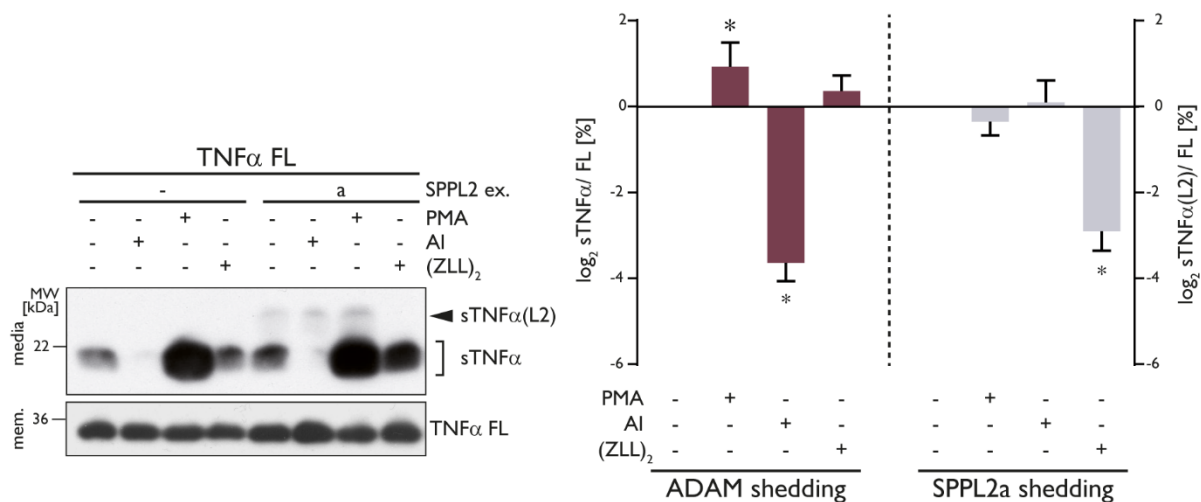 TNFα FL
- a SPPL2 ex.
- - + - - - + - PMA
- + - - - + - - AI
- - - + - - - + (ZLL)2
MW
[kDa]
media
22
sTNFα(L2)
sTNFα
mem.
36
TNFα FL
log2 sTNFα/ FL [%]
2
0
-2
-4
-6
*
*
*
2
0
-2
-4
-6
log2 sTNFα(L2)/ FL [%]
PMA - + - - - + - -
AI - - + - - - + -
(ZLL)2 - - - + - - - +
ADAM shedding
SPPL2a shedding